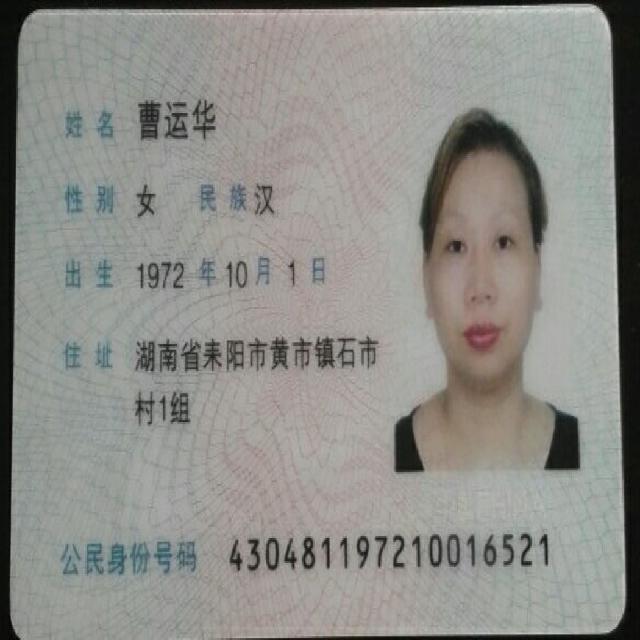 姓名 曹运华
性别 女 民族 汉
出生 1972 年 10 月 1 日
住址 湖南省耒阳市黄市镇石市
村1组
公民身份号码 430481197210016521